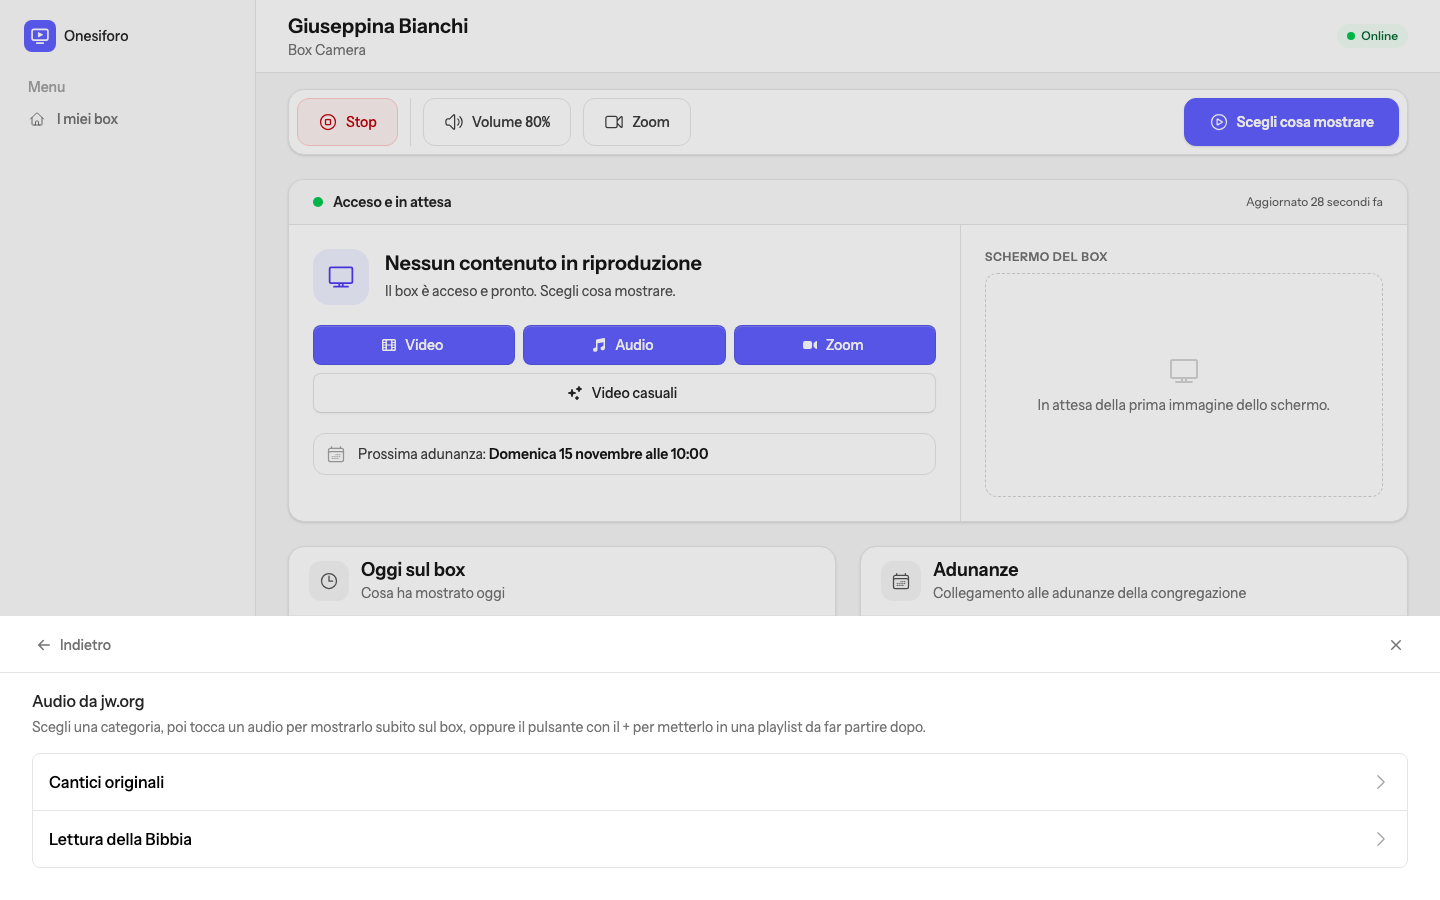 Onesiforo
Menu
I miei box
Giuseppina Bianchi
Box Camera
Online
Stop
Volume 80%
Zoom
Scegli cosa mostrare
Acceso e in attesa
Aggiornato 28 secondi fa
Nessun contenuto in riproduzione
Il box è acceso e pronto. Scegli cosa mostrare.
Video
Audio
Zoom
Video casuali
Prossima adunanza: Domenica 15 novembre alle 10:00
SCHERMO DEL BOX
In attesa della prima immagine dello schermo.
Oggi sul box
Cosa ha mostrato oggi
Adunanze
Collegamento alle adunanze della congregazione
Indietro
Audio da jw.org
Scegli una categoria, poi tocca un audio per mostrarlo subito sul box, oppure il pulsante con il + per metterlo in una playlist da far partire dopo.
Cantici originali
Lettura della Bibbia